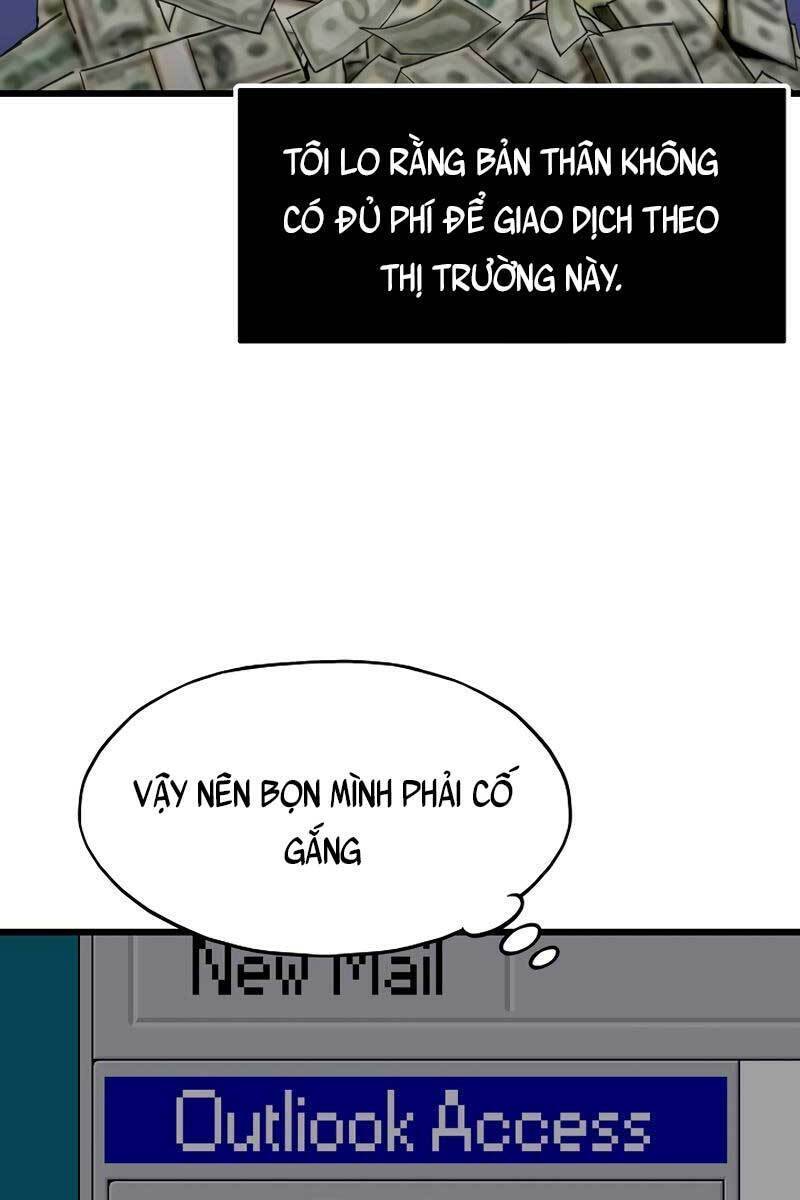 TÔI LO RẰNG BẢN THÂN KHÔNG
CÓ ĐỦ PHÍ ĐỂ GIAO DỊCH THEO
THỊ TRƯỜNG NÀY.
VẬY NÊN BỌN MÌNH PHẢI CỐ
GẮNG
New Mail
Outliook Access